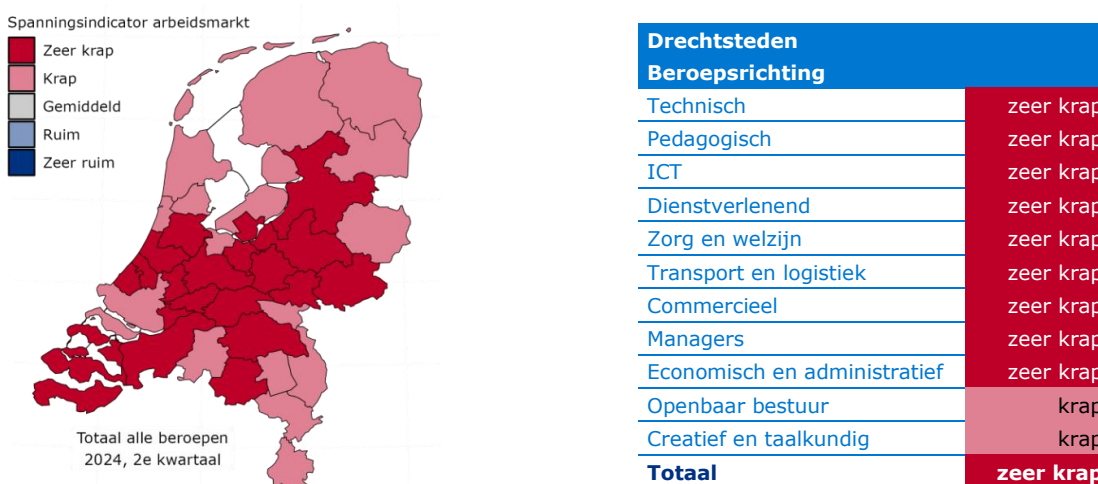 Spanningsindicator arbeidsmarkt
Zeer krap
Krap
Gemiddeld
Ruim
Zeer ruim
Totaal alle beroepen
2024, 2e kwartaal
Drechtsteden
Beroepsrichting
Technisch zeer krap
Pedagogisch zeer krap
ICT zeer krap
Dienstverlenend zeer krap
Zorg en welzijn zeer krap
Transport en logistiek zeer krap
Commercieel zeer krap
Managers zeer krap
Economisch en administratief zeer krap
Openbaar bestuur krap
Creatief en taalkundig krap
Totaal zeer krap